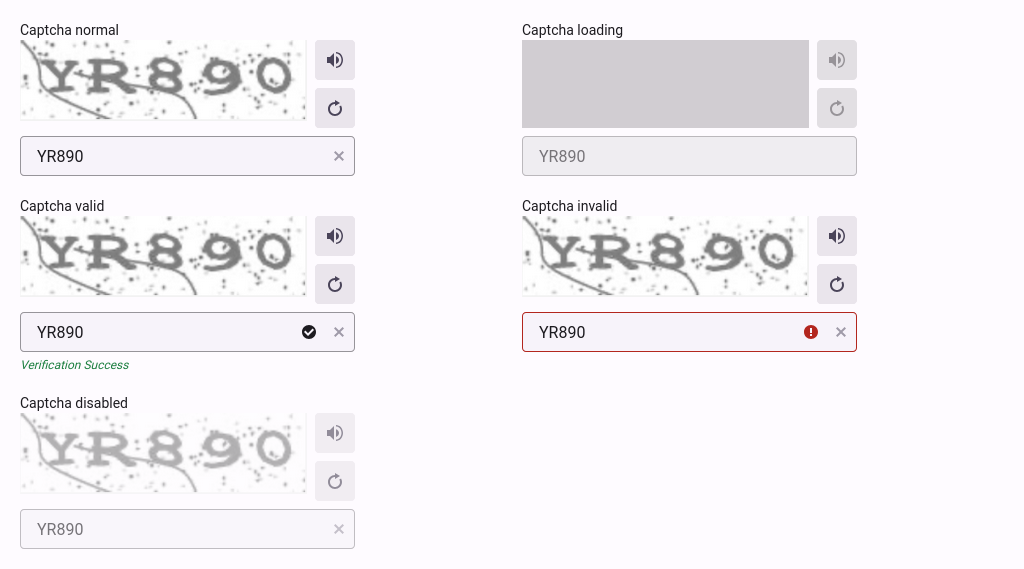 Captcha normal
YR890
YR890
Captcha loading
YR890
Captcha valid
YR890
YR890
Verification Success
Captcha invalid
YR890
YR890
Captcha disabled
YR890
YR890